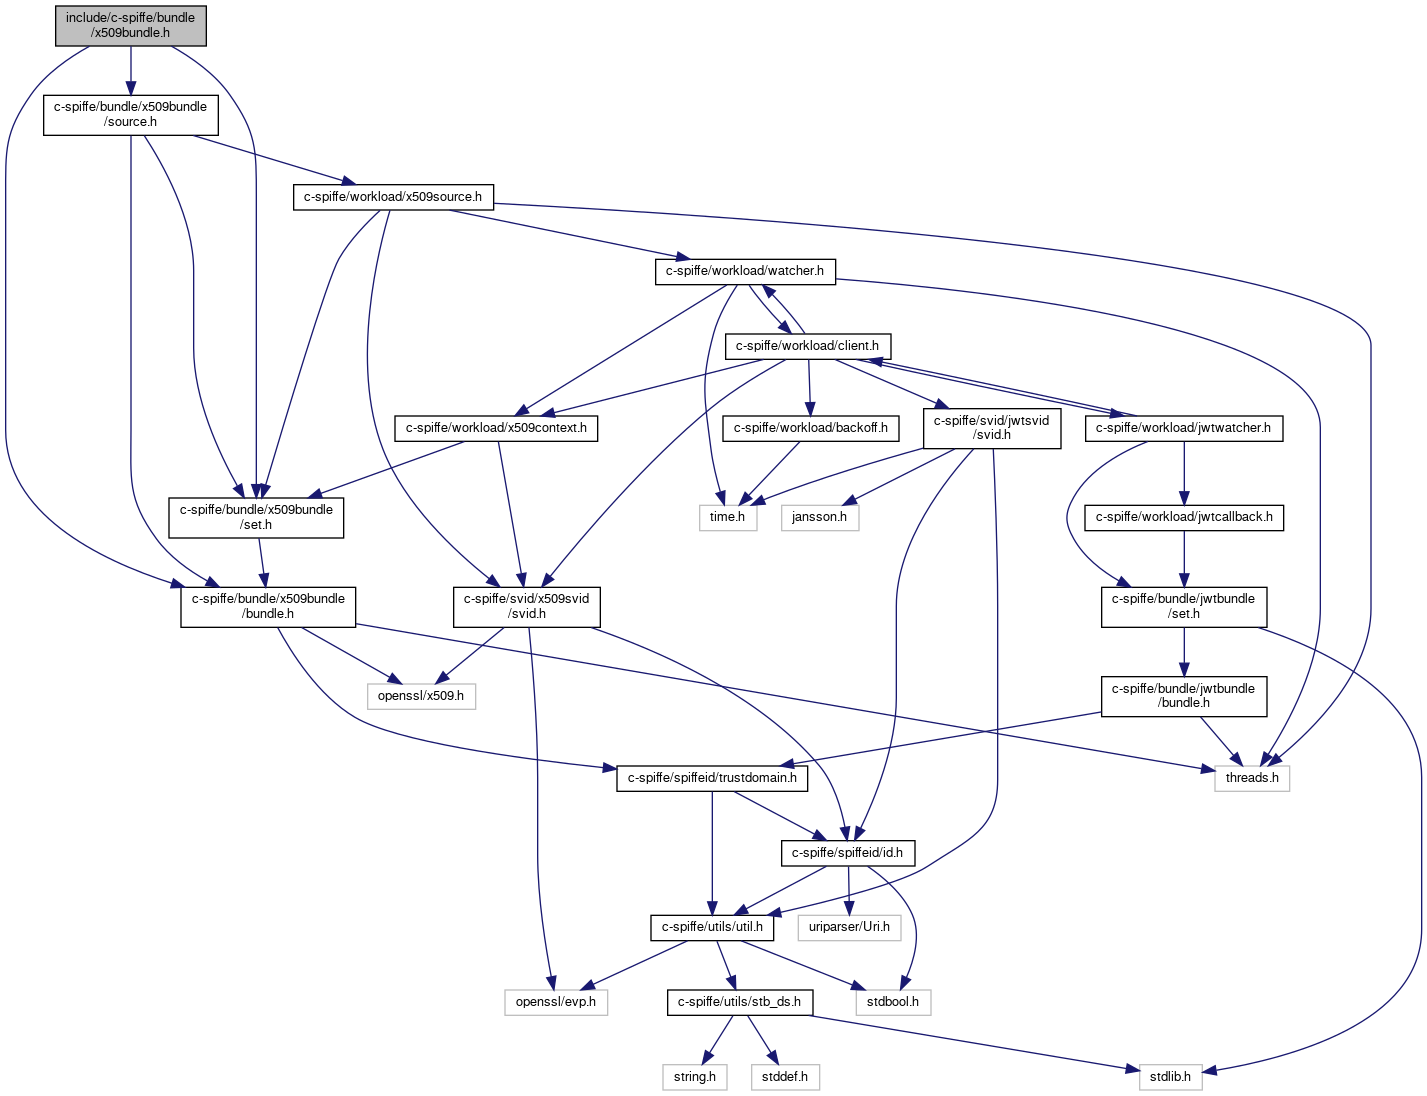 include/c-spiffe/bundle
/x509bundle.h
c-spiffe/bundle/x509bundle
/source.h
c-spiffe/workload/x509source.h
c-spiffe/workload/watcher.h
c-spiffe/workload/client.h
c-spiffe/workload/x509context.h
c-spiffe/workload/backoff.h
c-spiffe/svid/jwtsvid
/svid.h
c-spiffe/workload/jwtwatcher.h
c-spiffe/bundle/x509bundle
/set.h
time.h
jansson.h
c-spiffe/workload/jwtcallback.h
c-spiffe/bundle/x509bundle
/bundle.h
c-spiffe/svid/x509svid
/svid.h
c-spiffe/bundle/jwtbundle
/set.h
openssl/x509.h
c-spiffe/bundle/jwtbundle
/bundle.h
c-spiffe/spiffeid/trustdomain.h
threads.h
c-spiffe/spiffeid/id.h
c-spiffe/utils/util.h
uriparser/Uri.h
openssl/evp.h
c-spiffe/utils/stb_ds.h
stdbool.h
string.h
stddef.h
stdlib.h